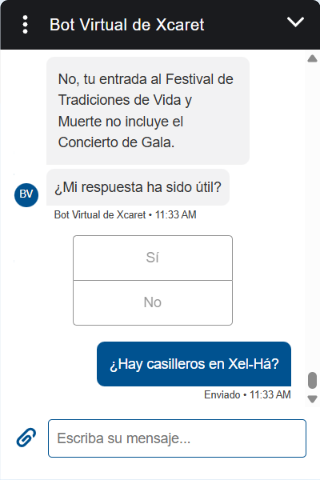 Bot Virtual de Xcaret
No, tu entrada al Festival de
Tradiciones de Vida y
Muerte no incluye el
Concierto de Gala.
¿Mi respuesta ha sido útil?
BV
Bot Virtual de Xcaret • 11:33 AM
Sí
No
¿Hay casilleros en Xel-Há?
Enviado • 11:33 AM
Escriba su mensaje...